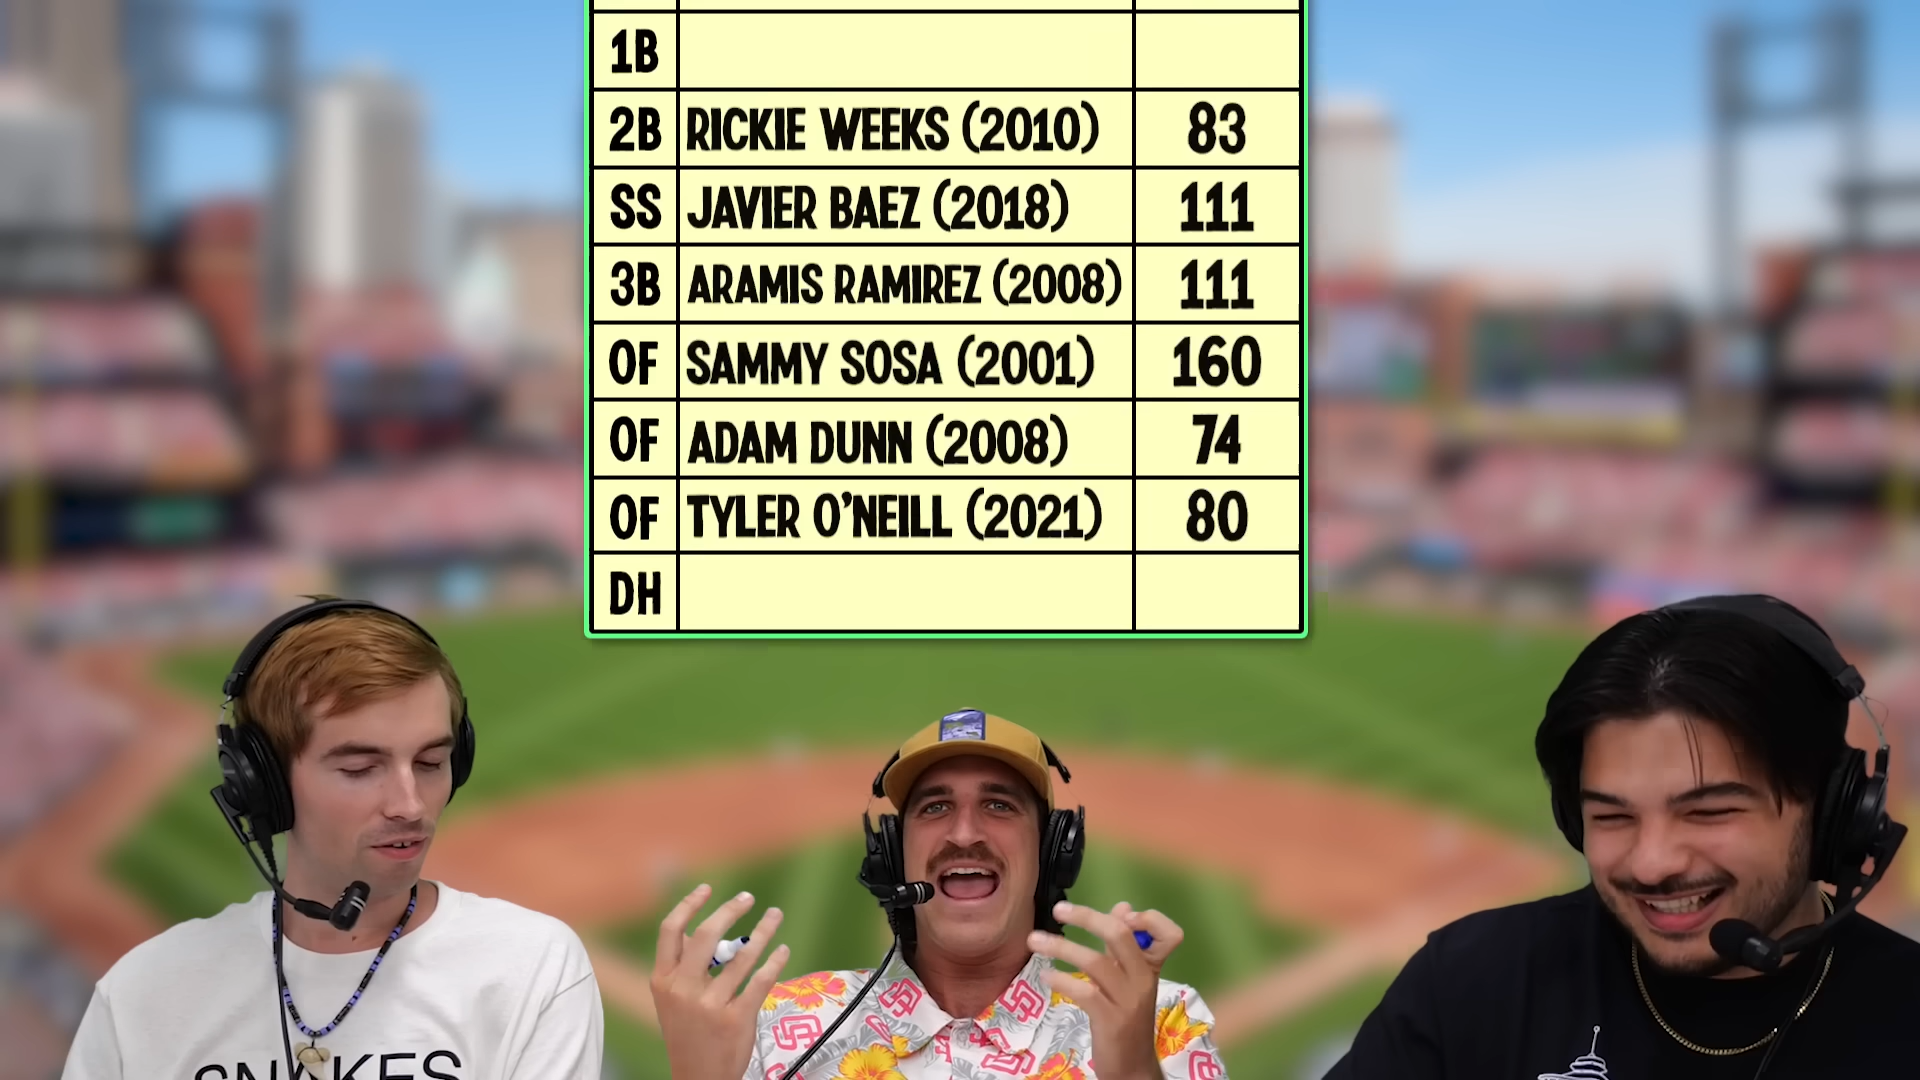 1B
2B RICKIE WEEKS (2010) 83
SS JAVIER BAEZ (2018) 111
3B ARAMIS RAMIREZ (2008) 111
OF SAMMY SOSA (2001) 160
OF ADAM DUNN (2008) 74
OF TYLER O'NEILL (2021) 80
DH
SNAKES